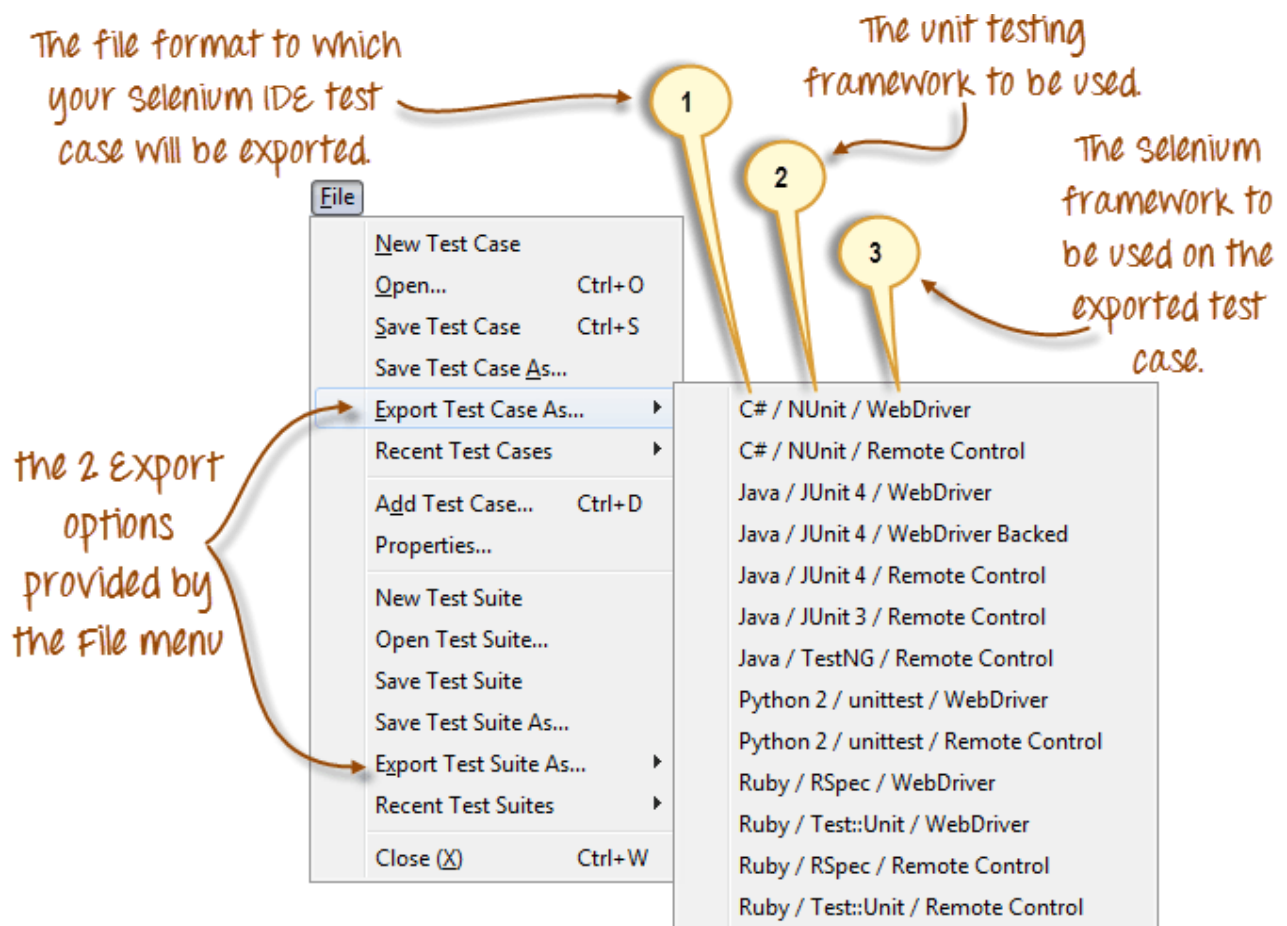 The file format to which
your Selenium IDE test
case will be exported.
The unit testing
framework to be used.
The Selenium
framework to
be used on the
exported test
case.
1
2
3
File
New Test Case
Open... Ctrl+O
Save Test Case Ctrl+S
Save Test Case As...
Export Test Case As...
Recent Test Cases
Add Test Case... Ctrl+D
Properties...
New Test Suite
Open Test Suite...
Save Test Suite
Save Test Suite As...
Export Test Suite As...
Recent Test Suites
Close (X) Ctrl+W
the 2 Export
options
provided by
the File menu
C# / NUnit / WebDriver
C# / NUnit / Remote Control
Java / JUnit 4 / WebDriver
Java / JUnit 4 / WebDriver Backed
Java / JUnit 4 / Remote Control
Java / JUnit 3 / Remote Control
Java / TestNG / Remote Control
Python 2 / unittest / WebDriver
Python 2 / unittest / Remote Control
Ruby / RSpec / WebDriver
Ruby / Test::Unit / WebDriver
Ruby / RSpec / Remote Control
Ruby / Test::Unit / Remote Control